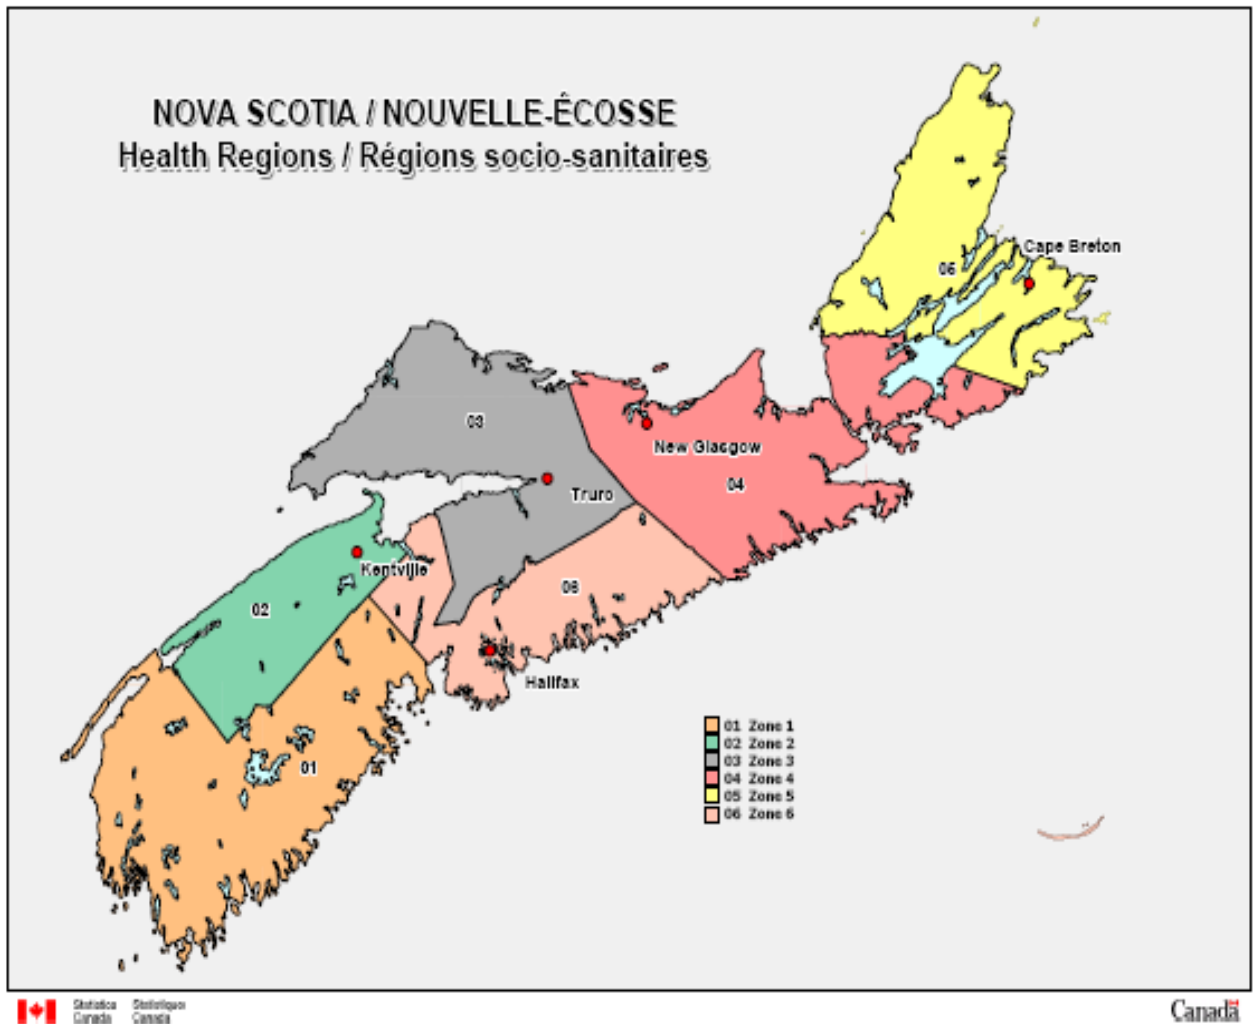 NOVA SCOTIA / NOUVELLE-ÉCOSSE
Health Regions / Régions socio-sanitaires
Cape Breton
05
03
New Glasgow
04
Truro
Kentville
02
06
Halifax
01
01 Zone 1
02 Zone 2
03 Zone 3
04 Zone 4
05 Zone 5
06 Zone 6
Statistics Statistique
Canada Canada
Canada